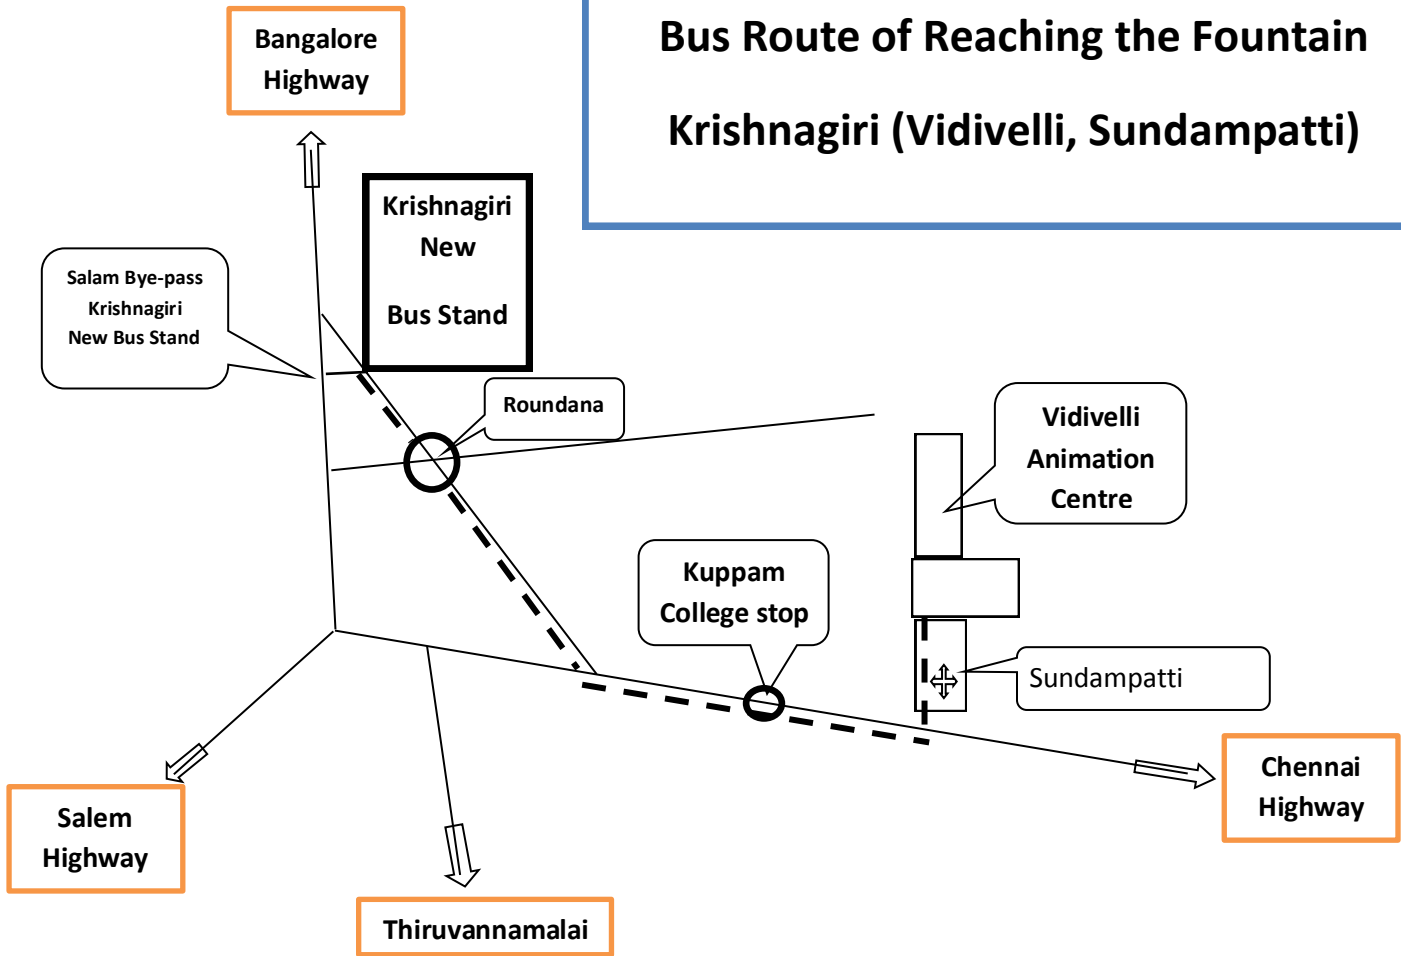 Bus Route of Reaching the Fountain
Krishnagiri (Vidivelli, Sundampatti)
Bangalore
Highway
Krishnagiri
New
Bus Stand
Salam Bye-pass
Krishnagiri
New Bus Stand
Roundana
Vidivelli
Animation
Centre
Kuppam
College stop
Sundampatti
Chennai
Highway
Salem
Highway
Thiruvannamalai